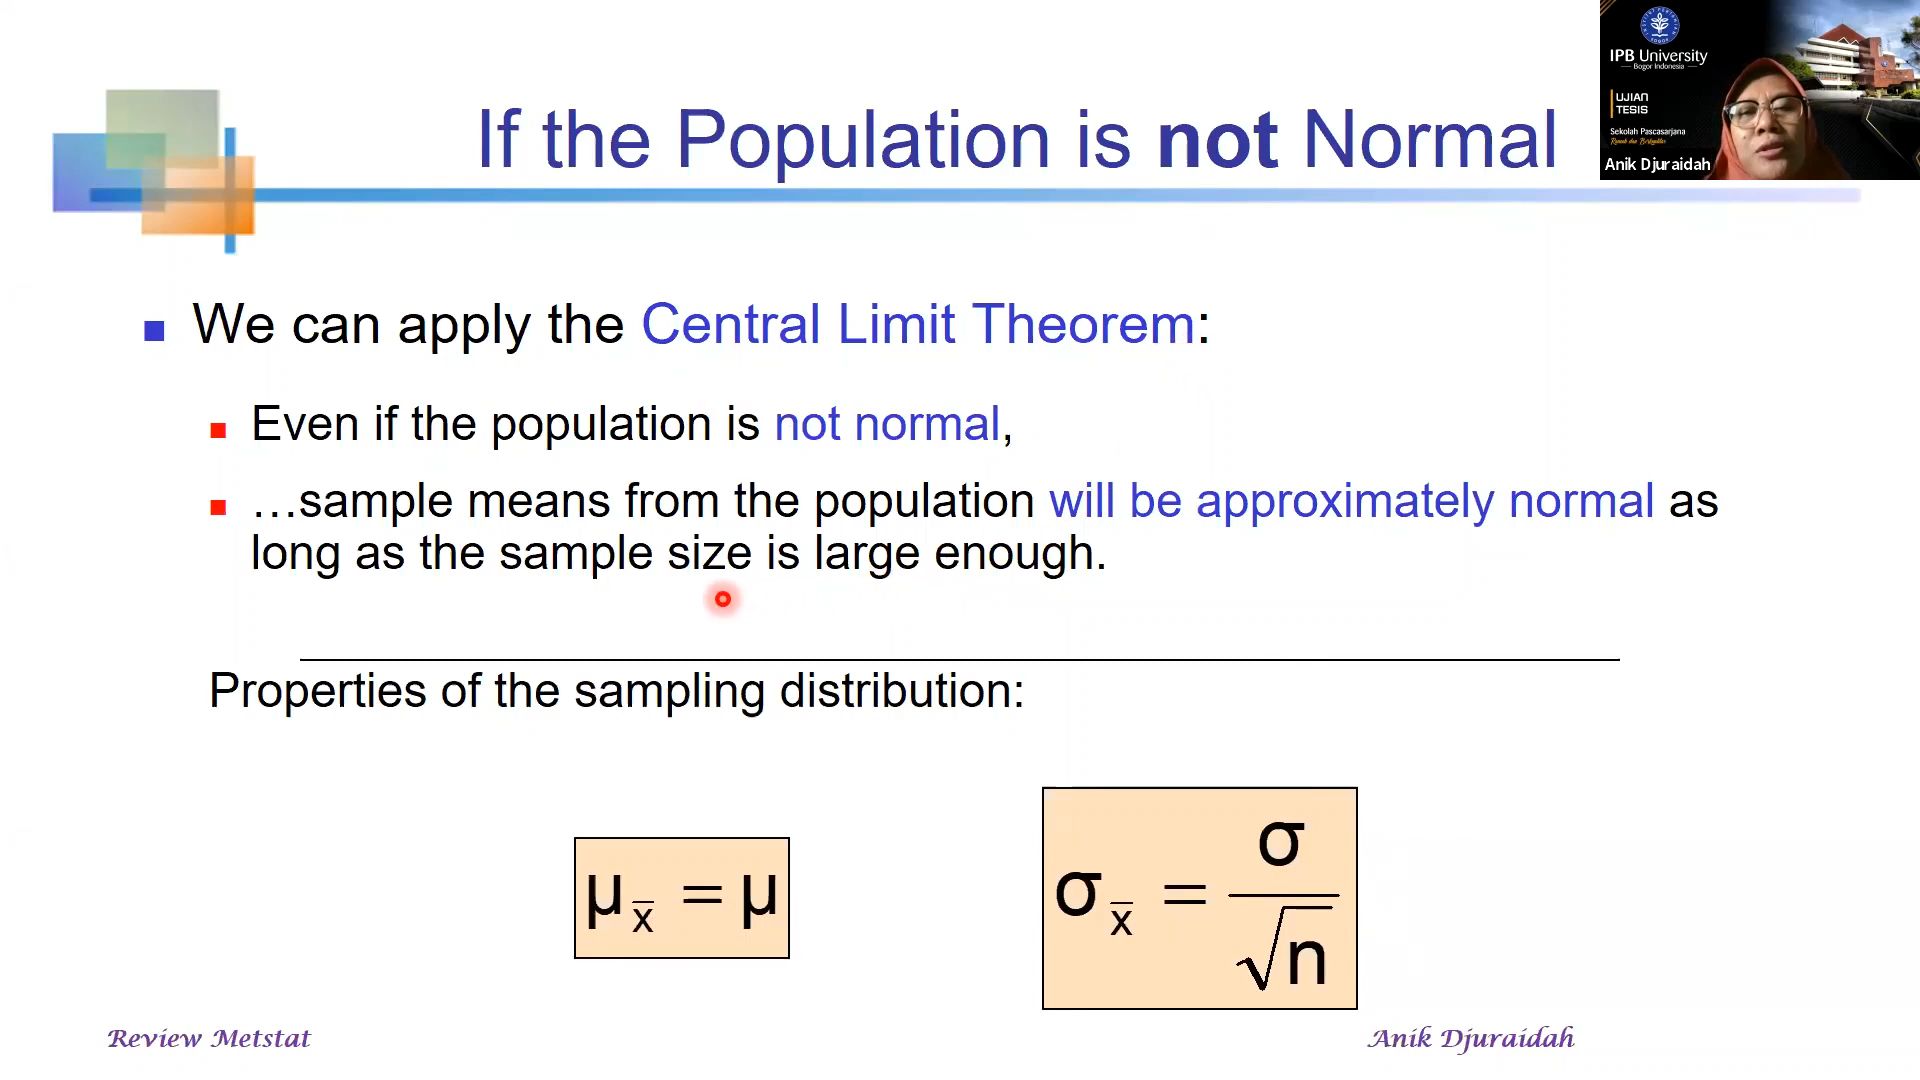 If the Population is not Normal
IPB University
Bogor Indonesia
UJIAN
TESIS
Sekolah Pascasarjana
Anik Djuraidah
We can apply the Central Limit Theorem:
Even if the population is not normal,
…sample means from the population will be approximately normal as
long as the sample size is large enough.
Properties of the sampling distribution:
μx̄ = μ
σx̄ = σ/√n
Review Metstat
Anik Djuraidah